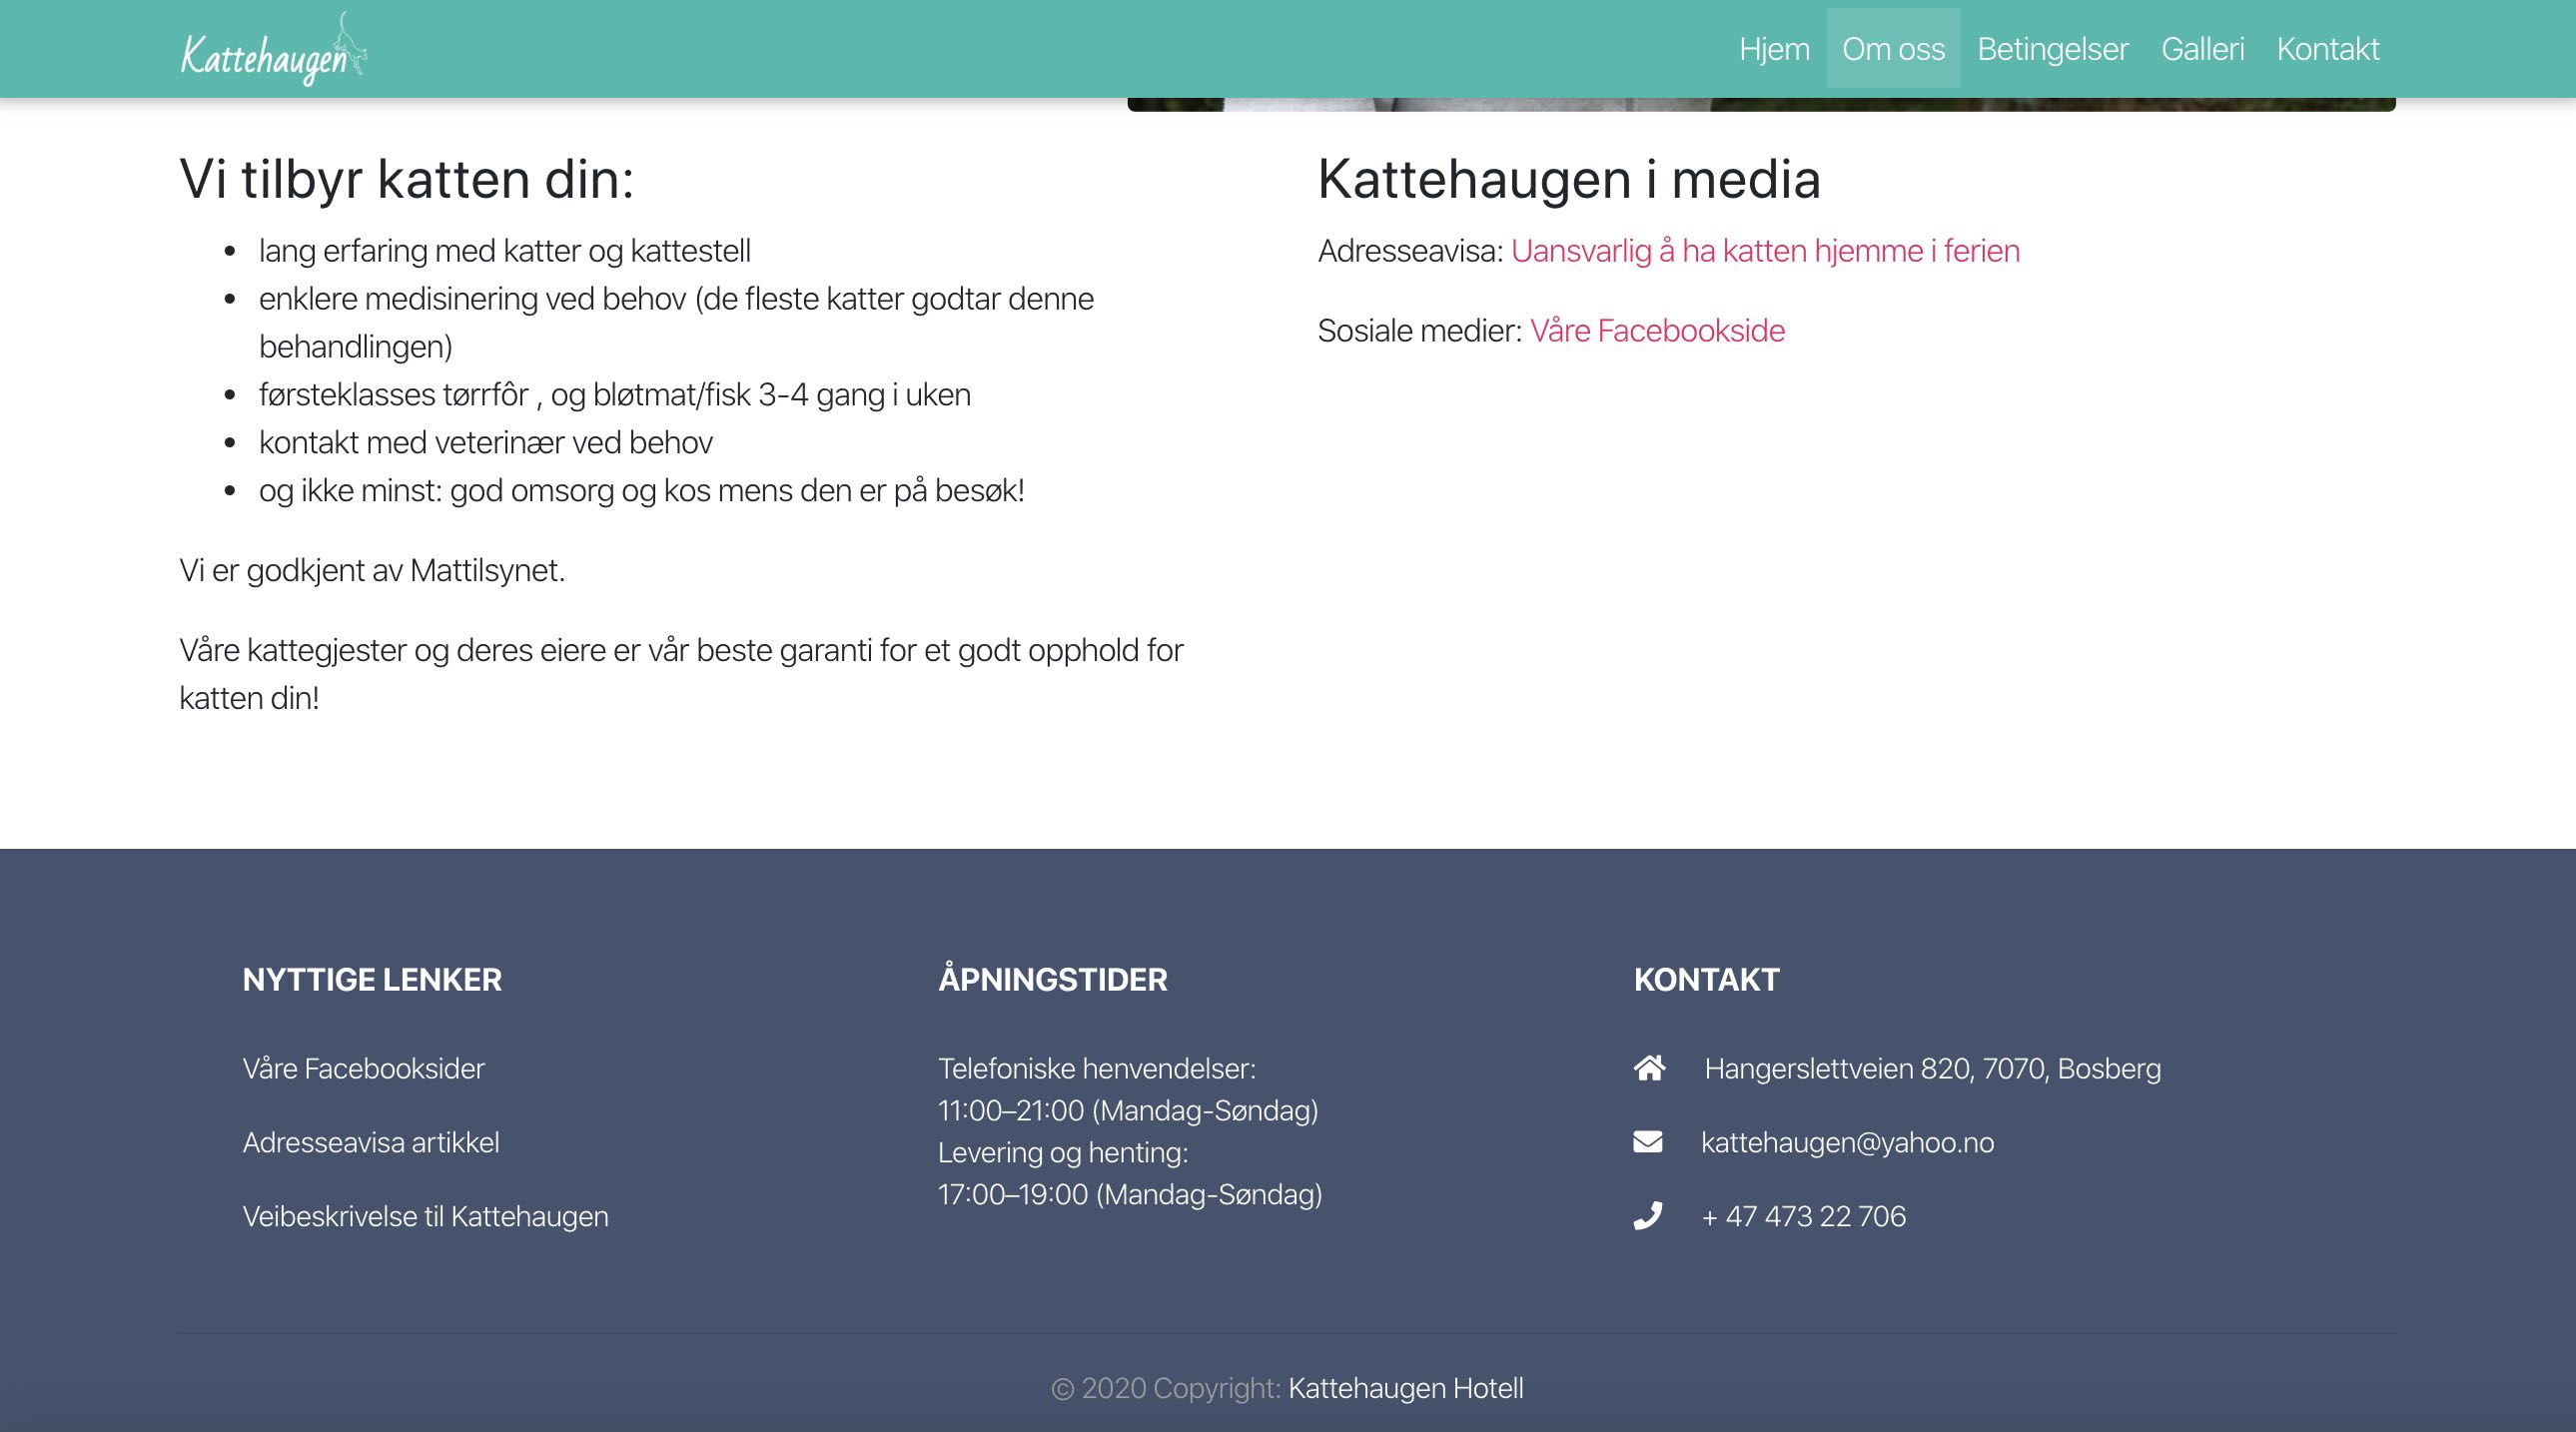 Kattehaugen
Hjem Om oss Betingelser Galleri Kontakt
Vi tilbyr katten din:
lang erfaring med katter og kattestell
enklere medisinering ved behov (de fleste katter godtar denne
behandlingen)
førsteklasses tørrfôr , og bløtmat/fisk 3-4 gang i uken
kontakt med veterinær ved behov
og ikke minst: god omsorg og kos mens den er på besøk!
Vi er godkjent av Mattilsynet.
Våre kattegjester og deres eiere er vår beste garanti for et godt opphold for
katten din!
Kattehaugen i media
Adresseavisa: Uansvarlig å ha katten hjemme i ferien
Sosiale medier: Våre Facebookside
NYTTIGE LENKER
Våre Facebooksider
Adresseavisa artikkel
Veibeskrivelse til Kattehaugen
ÅPNINGSTIDER
Telefoniske henvendelser:
11:00–21:00 (Mandag-Søndag)
Levering og henting:
17:00–19:00 (Mandag-Søndag)
KONTAKT
Hangerslettveien 820, 7070, Bosberg
kattehaugen@yahoo.no
+ 47 473 22 706
© 2020 Copyright: Kattehaugen Hotell